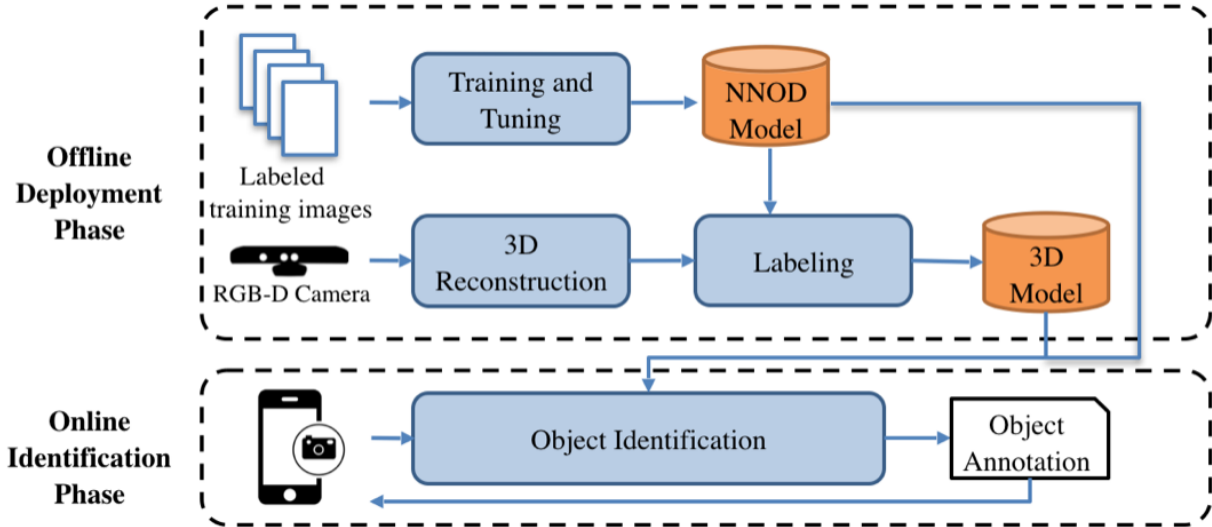 Offline
Deployment
Phase
Labeled
training images
Training and
Tuning
NNOD
Model
RGB-D Camera
3D
Reconstruction
Labeling
3D
Model
Online
Identification
Phase
Object Identification
Object
Annotation